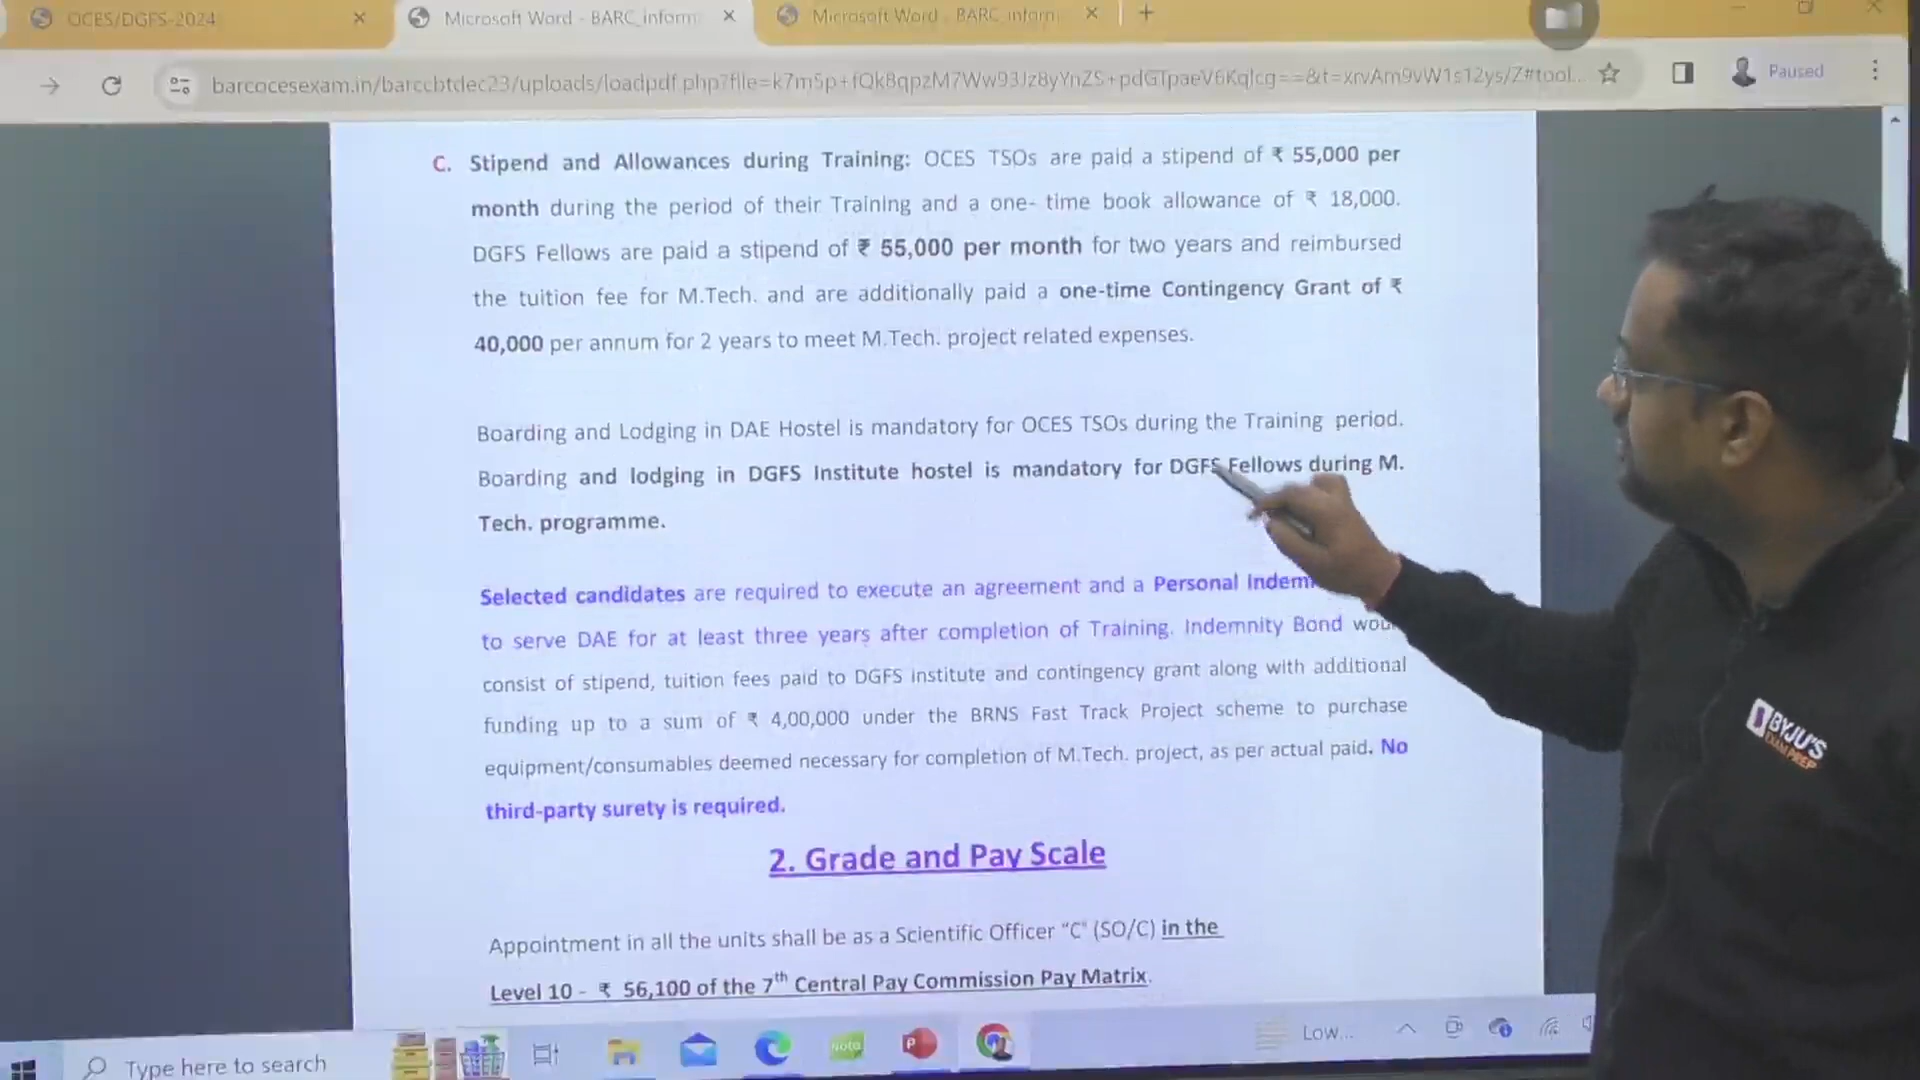 OCES/DGFS-2024
Microsoft Word - BARC_inform
Microsoft Word - BARC_inform
barcocesexam.in/barccbtdec23/uploads/loadpdf.php?file=
Paused
C. Stipend and Allowances during Training: OCES TSOs are paid a stipend of ₹ 55,000 per
month during the period of their Training and a one- time book allowance of ₹ 18,000.
DGFS Fellows are paid a stipend of ₹ 55,000 per month for two years and reimbursed
the tuition fee for M.Tech. and are additionally paid a one-time Contingency Grant of ₹
40,000 per annum for 2 years to meet M.Tech. project related expenses.
Boarding and Lodging in DAE Hostel is mandatory for OCES TSOs during the Training period.
Boarding and lodging in DGFS Institute hostel is mandatory for DGFS Fellows during M.
Tech. programme.
Selected candidates are required to execute an agreement and a Personal
to serve DAE for at least three years after completion of Training. Indemnity Bond
consist of stipend, tuition fees paid to DGFS institute and contingency grant along with additional
funding up to a sum of ₹ 4,00,000 under the BRNS Fast Track Project scheme to purchase
equipment/consumables deemed necessary for completion of M.Tech. project, as per actual paid. No
third-party surety is required.
2. Grade and Pay Scale
Appointment in all the units shall be as a Scientific Officer "C" (SO/C) in the
Level 10 - ₹ 56,100 of the 7th Central Pay Commission Pay Matrix.
BYJU'S
EXAM PREP
Type here to search
Low...